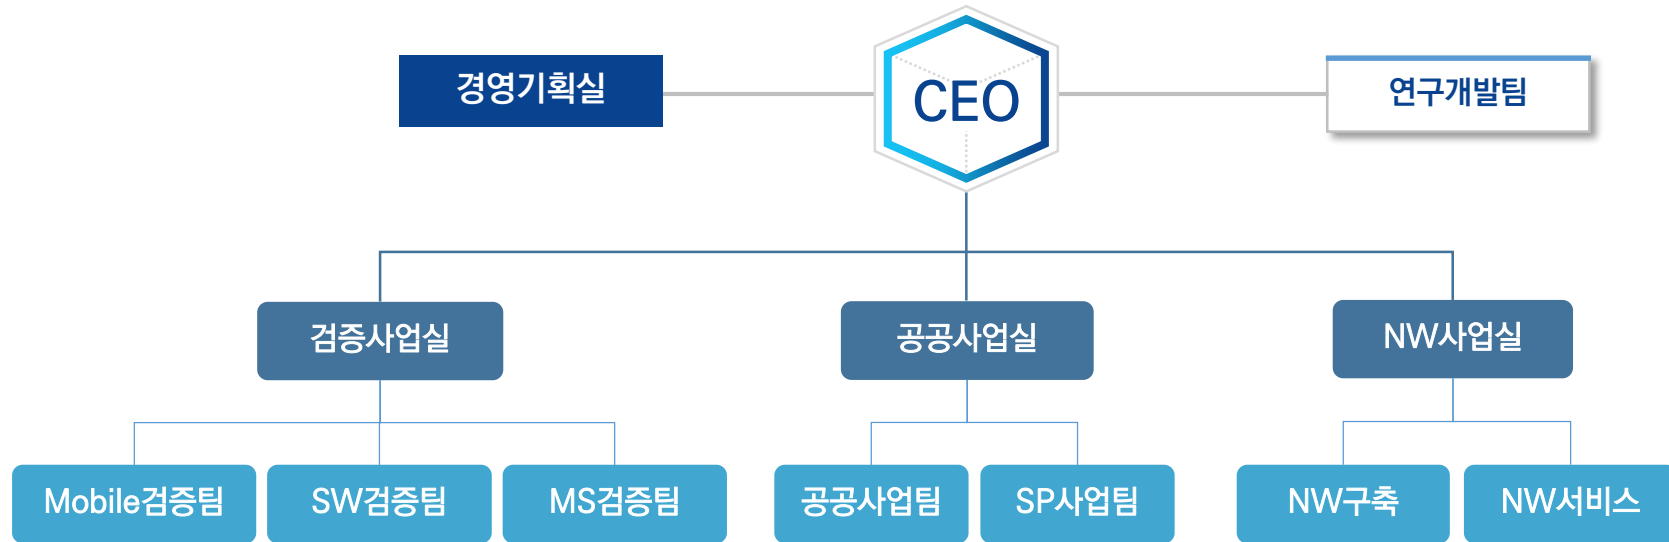 경영기획실
CEO
연구개발팀
검증사업실
공공사업실
NW사업실
Mobile검증팀
SW검증팀
MS검증팀
공공사업팀
SP사업팀
NW구축
NW서비스